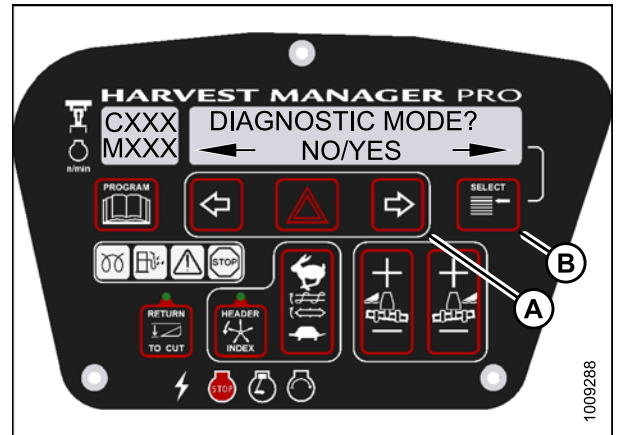 HARVEST MANAGER PRO
CXXX
MXXX
n/min
DIAGNOSTIC MODE?
NO/YES
PROGRAM
SELECT
STOP
RETURN
TO CUT
HEADER
INDEX
STOP
A
B
1009288